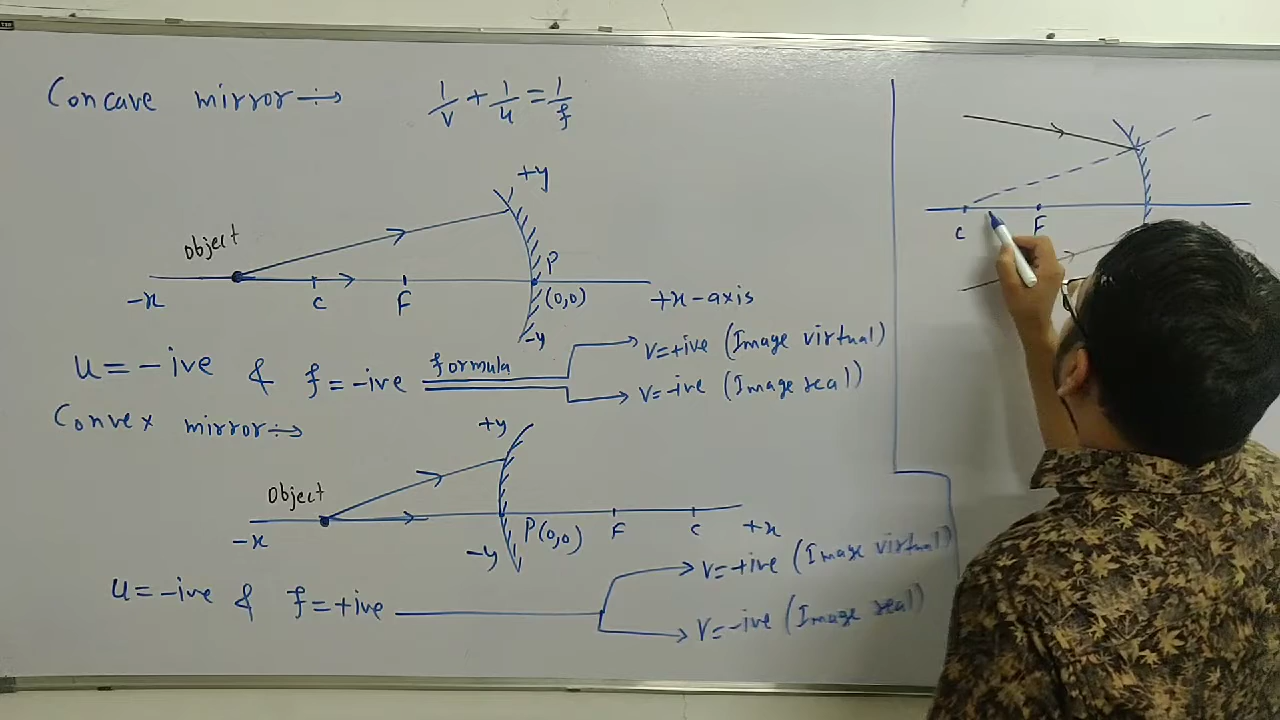 Concave mirror 1/v + 1/u = 1/f
+y
object
P
-x C F (0,0) +x-axis
-y
u = -ive & f = -ive formula
v=+ive (Image virtual)
v=-ive (Image real)
Convex mirror
+y
object
-x P(0,0) F C +x
-y
u = -ive & f = +ive
v=+ive (Image virtual)
v=-ive (Image real)
C F